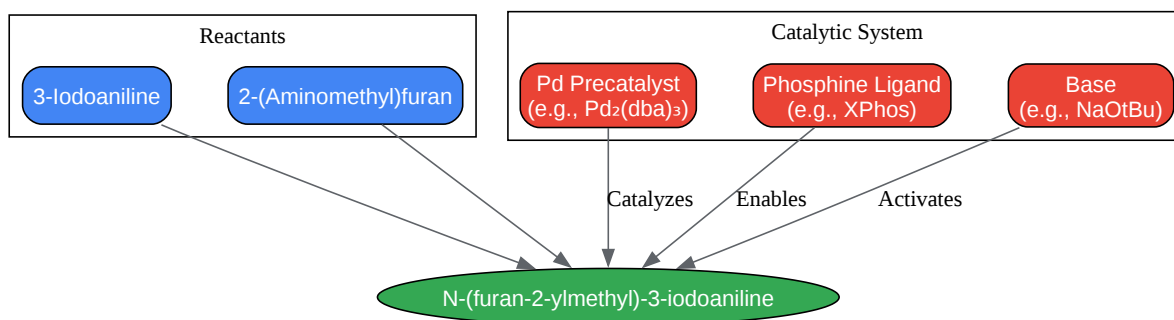 Reactants
Catalytic System
3-Iodoaniline
2-(Aminomethyl)furan
Pd Precatalyst
(e.g., Pd₂(dba)₃)
Phosphine Ligand
(e.g., XPhos)
Base
(e.g., NaOtBu)
Catalyzes
Enables
Activates
N-(furan-2-ylmethyl)-3-iodoaniline